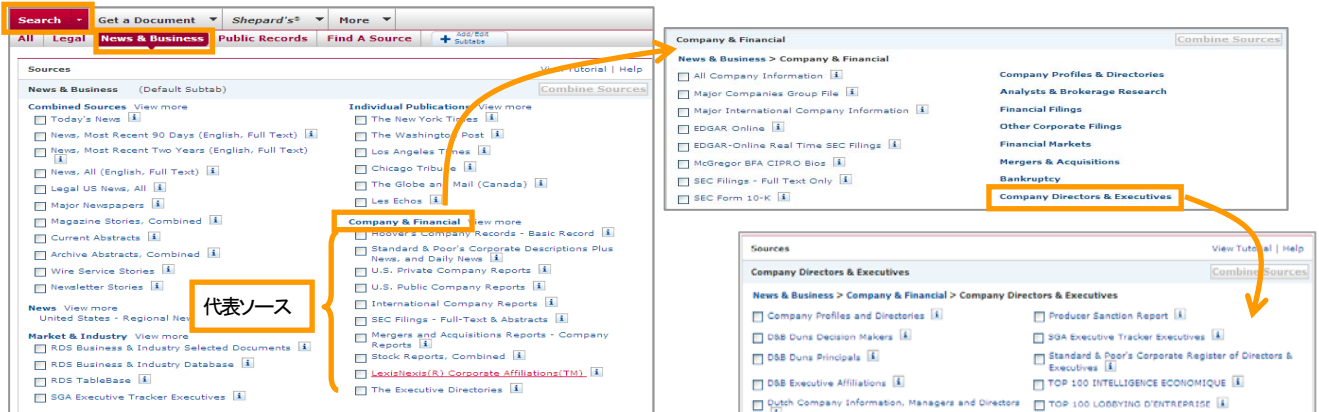 Search Get a Document Shepard's® More
All Legal News & Business Public Records Find A Source Add/Edit Subtabs
Sources View Tutorial | Help
News & Business (Default Subtab) Combine Sources
Combined Sources View more
Today's News
News, Most Recent 90 Days (English, Full Text)
News, Most Recent Two Years (English, Full Text)
News, All (English, Full Text)
Legal US News, All
Major Newspapers
Magazine Stories, Combined
Current Abstracts
Archive Abstracts, Combined
Wire Service Stories
Newsletter Stories
News View more
United States - Regional
Market & Industry View more
RDS Business & Industry Selected Documents
RDS Business & Industry Database
RDS TableBase
SGA Executive Tracker Executives
Individual Publications View more
The New York Times
The Washington Post
Los Angeles Times
Chicago Tribune
The Globe and Mail (Canada)
Les Echos
Company & Financial View more
Hoover's Company Records - Basic Record
Standard & Poor's Corporate Descriptions Plus
News, and Daily News
U.S. Private Company Reports
U.S. Public Company Reports
International Company Reports
SEC Filings - Full-Text & Abstracts
Mergers and Acquisitions Reports - Company
Reports
Stock Reports, Combined
LexisNexis(R) Corporate Affiliations(TM)
The Executive Directories
代表ソース
Company & Financial Combine Sources
News & Business > Company & Financial
All Company Information
Major Companies Group File
Major International Company Information
EDGAR Online
EDGAR-Online Real Time SEC Filings
McGregor BFA CIPRO Bios
SEC Filings - Full Text Only
SEC Form 10-K
Company Profiles & Directories
Analysts & Brokerage Research
Financial Filings
Other Corporate Filings
Financial Markets
Mergers & Acquisitions
Bankruptcy
Company Directors & Executives
Sources View Tutorial | Help
Company Directors & Executives Combine Sources
News & Business > Company & Financial > Company Directors & Executives
Company Profiles and Directories
D&B Duns Decision Makers
D&B Duns Principals
D&B Executive Affiliations
Dutch Company Information, Managers and Directors
Producer Sanction Report
SGA Executive Tracker Executives
Standard & Poor's Corporate Register of Directors &
Executives
TOP 100 INTELLIGENCE ECONOMIQUE
TOP 100 LOBBYING D'ENTREPRISE